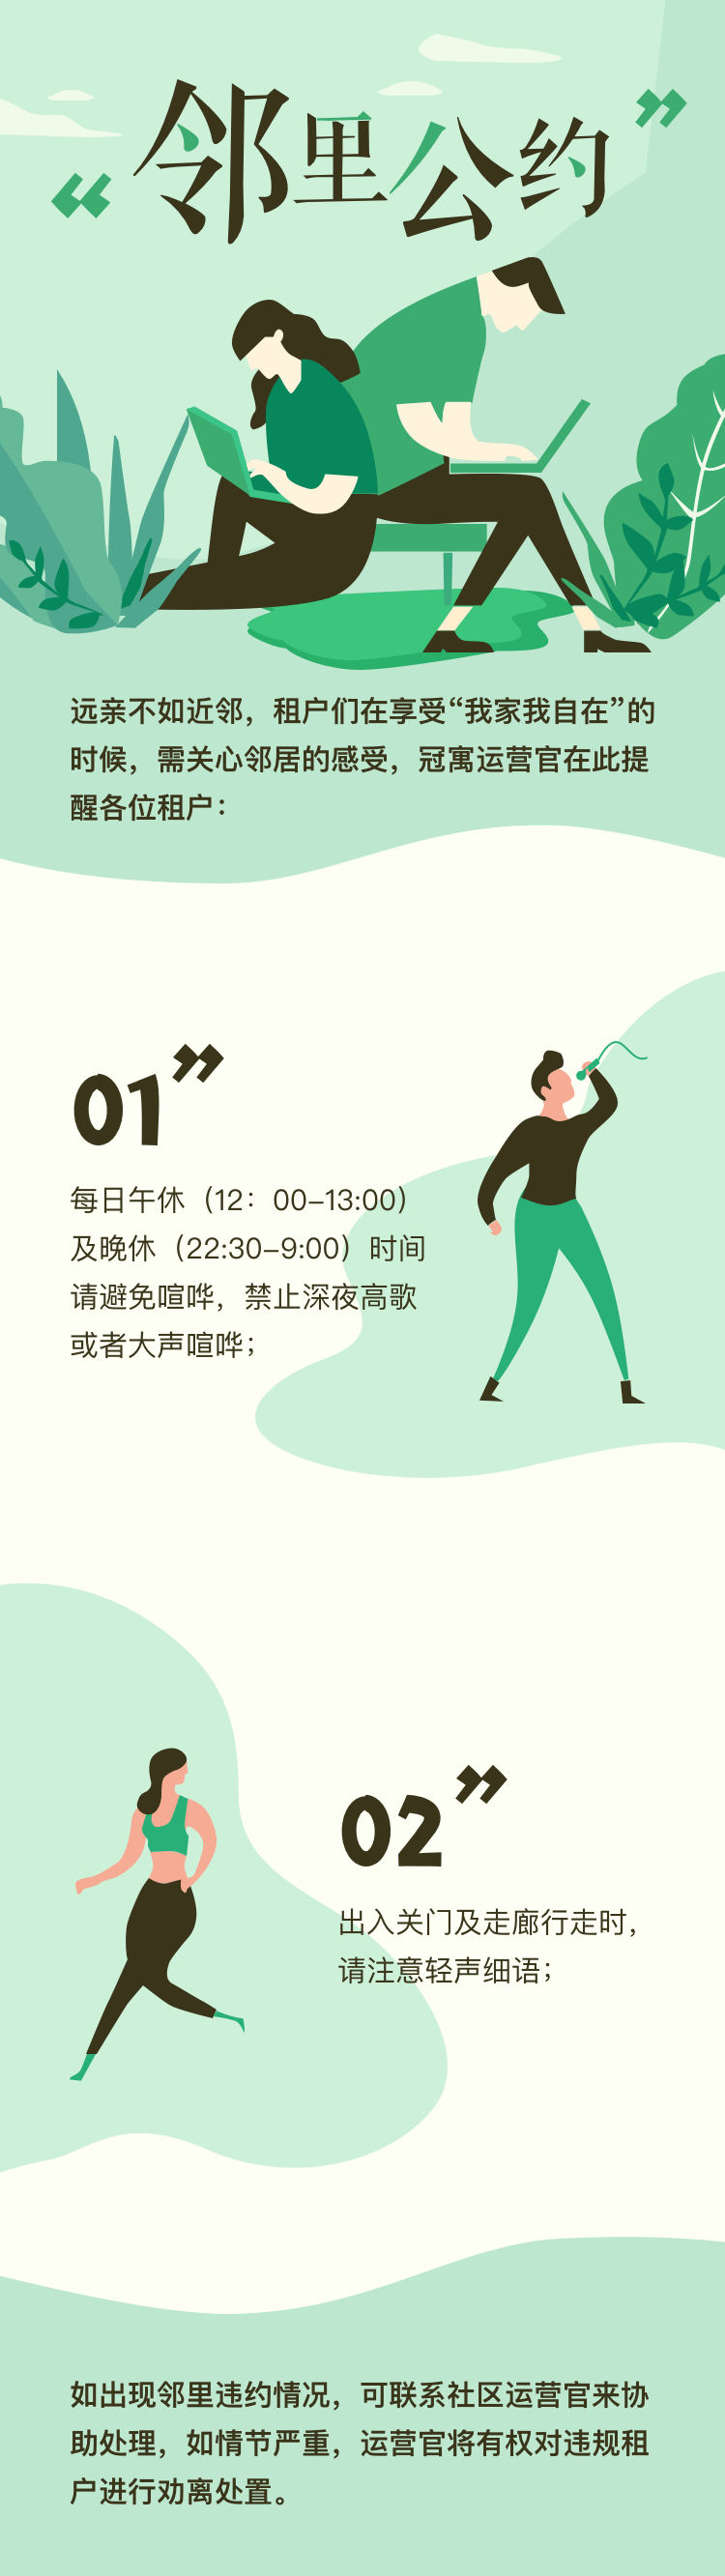 “邻里公约”
远亲不如近邻，租户们在享受“我家我自在”的
时候，需关心邻居的感受，冠寓运营官在此提
醒各位租户：
01”
每日午休（12：00–13:00）
及晚休（22:30–9:00）时间
请避免喧哗，禁止深夜高歌
或者大声喧哗；
02”
出入关门及走廊行走时，
请注意轻声细语；
如出现邻里违约情况，可联系社区运营官来协
助处理，如情节严重，运营官将有权对违规租
户进行劝离处置。